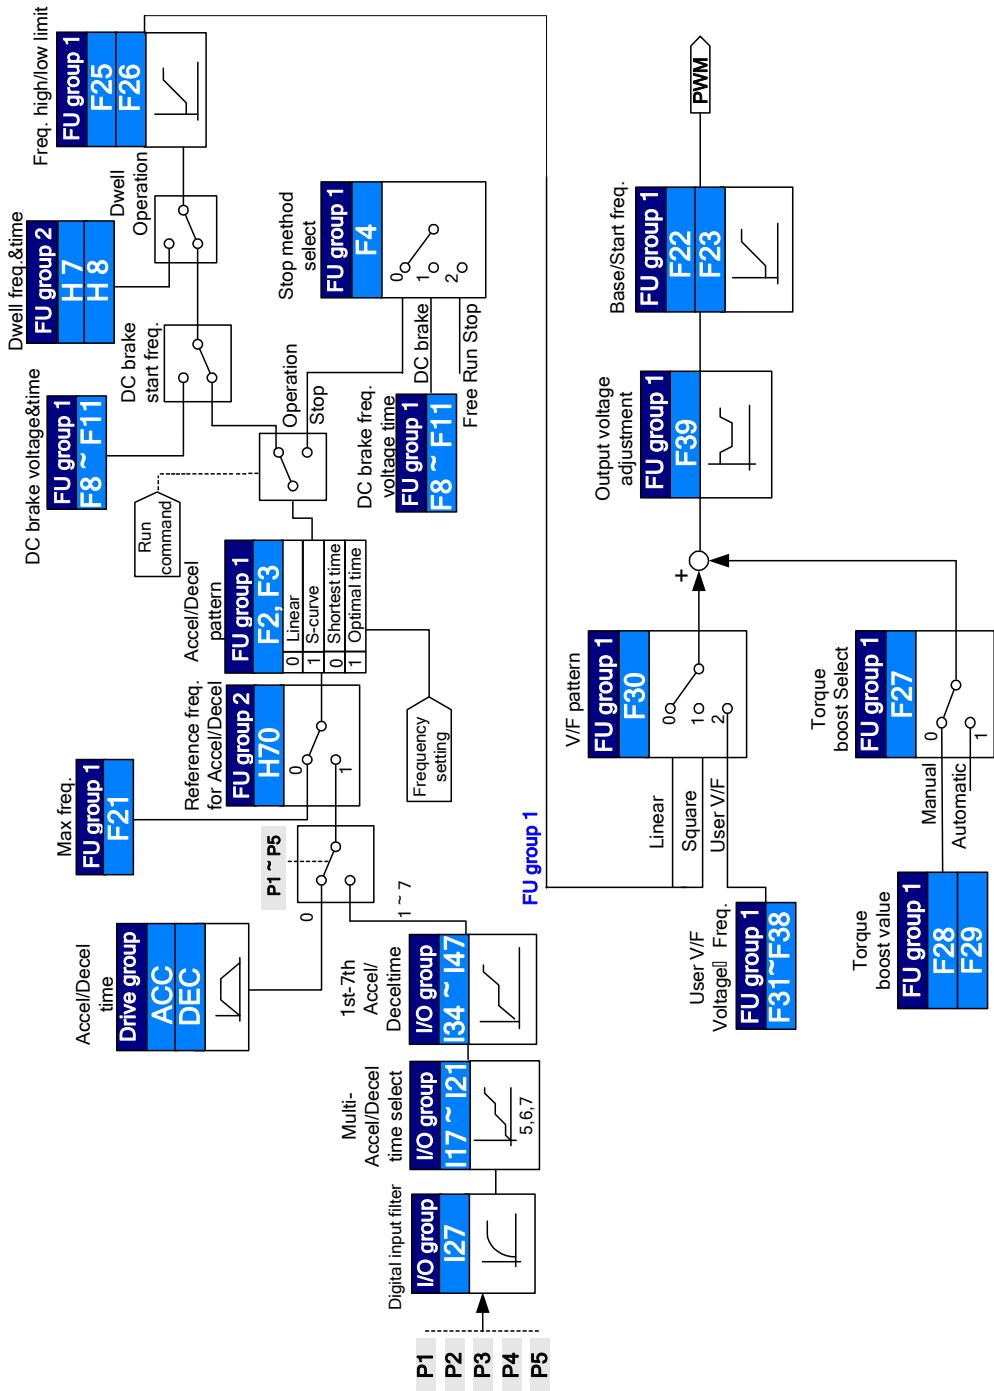 P1
P2
P3
P4
P5
Digital input filter
I/O group
I27
Multi-
Accel/Decel
time select
I/O group
I17 ~ I21
5,6,7
1st-7th
Accel/
Deceltime
I/O group
I34 ~ I47
Accel/Decel
time
Drive group
ACC
DEC
0
1 ~ 7
P1 ~ P5
Max freq.
FU group 1
F21
Reference freq.
for Accel/Decel
FU group 2
H70
0
1
Accel/Decel
pattern
FU group 1
F2, F3
0 Linear
1 S-curve
0 Shortest time
1 Optimal time
Frequency
setting
Run
command
Operation
Stop
DC brake voltage&time
FU group 1
F8 ~ F11
DC brake
start freq.
Dwell freq.&time
FU group 2
H 7
H 8
Dwell
Operation
Freq. high/low limit
FU group 1
F25
F26
Stop method
select
FU group 1
F4
0
1
2
DC brake
Free Run Stop
DC brake freq.
voltage time
FU group 1
F8 ~ F11
FU group 1
Linear
Square
User V/F
User V/F
Voltage Freq.
FU group 1
F31~F38
V/F pattern
FU group 1
F30
0
1
2
Torque
boost value
FU group 1
F28
F29
Manual
Automatic
Torque
boost Select
FU group 1
F27
0
1
+
Output voltage
adjustment
FU group 1
F39
Base/Start freq.
FU group 1
F22
F23
PWM